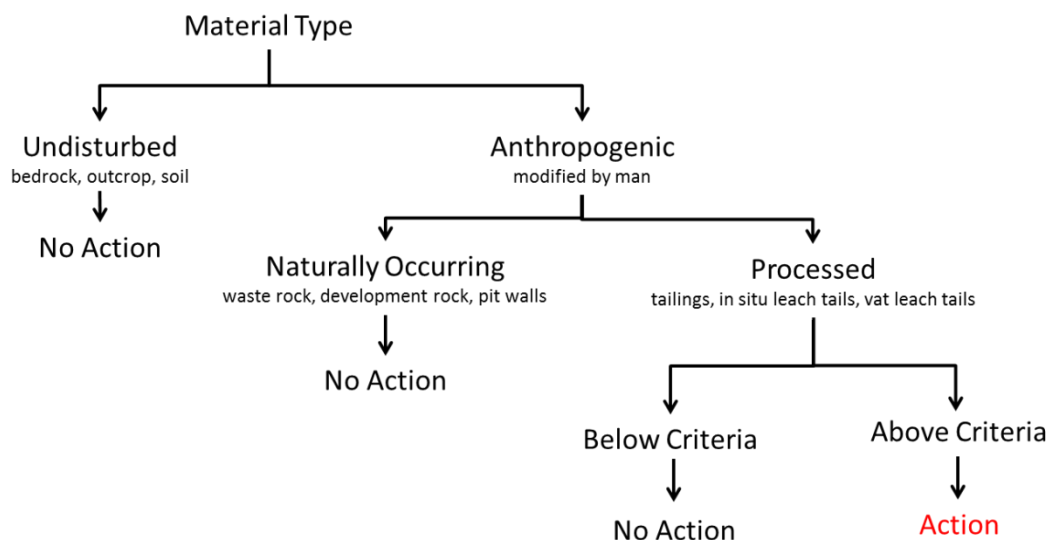 Material Type
Undisturbed
bedrock, outcrop, soil
No Action
Anthropogenic
modified by man
Naturally Occurring
waste rock, development rock, pit walls
No Action
Processed
tailings, in situ leach tails, vat leach tails
Below Criteria
No Action
Above Criteria
Action